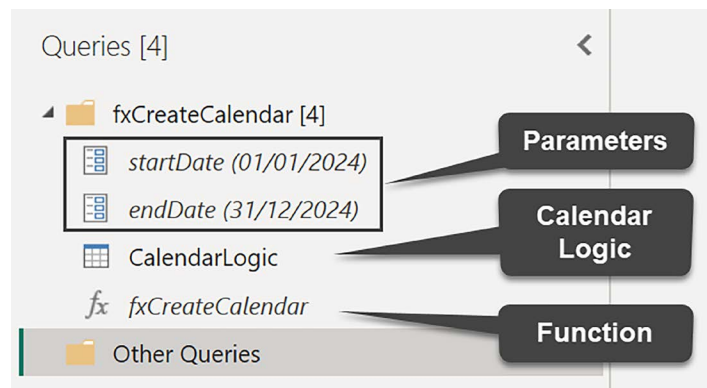 Queries [4]
fxCreateCalendar [4]
startDate (01/01/2024)
endDate (31/12/2024)
CalendarLogic
fx fxCreateCalendar
Other Queries
Parameters
Calendar
Logic
Function